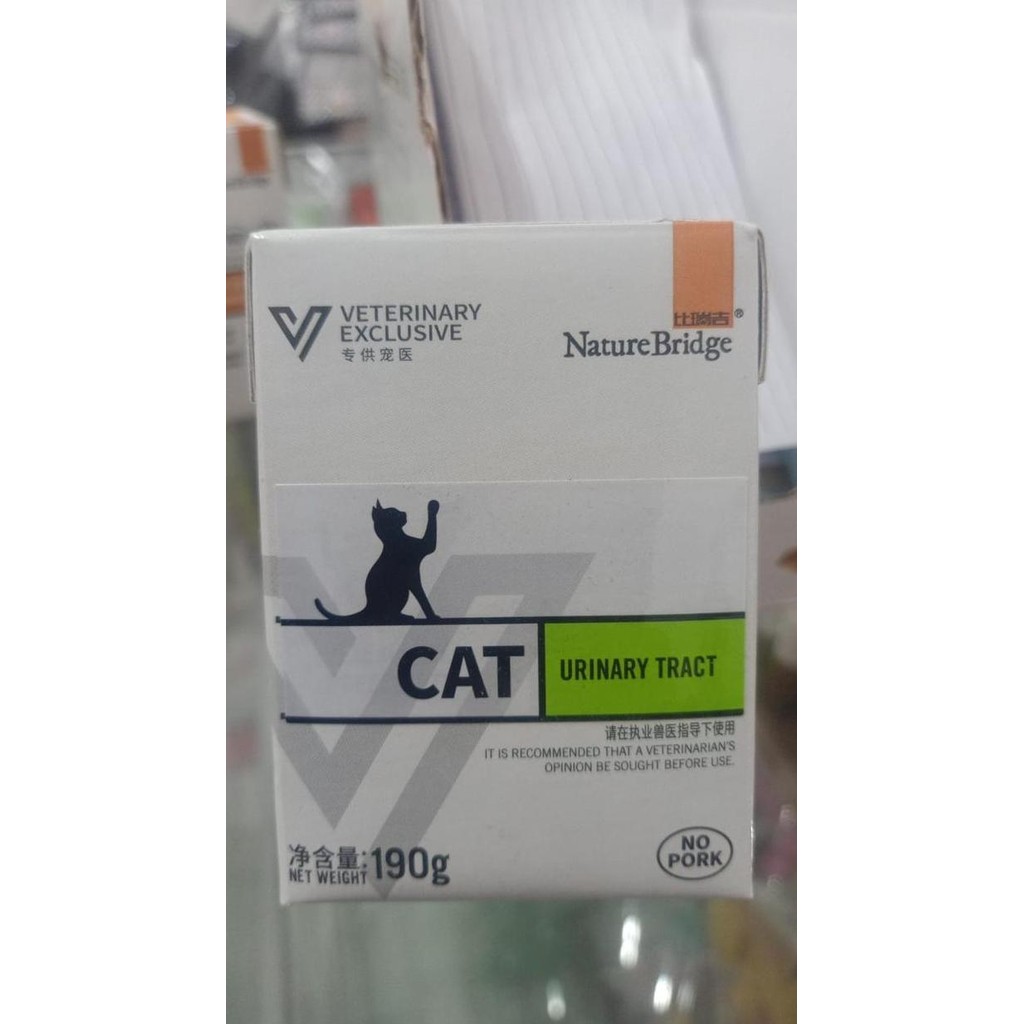 VETERINARY
EXCLUSIVE
专供宠医
比瑞吉®
NatureBridge
CAT
URINARY TRACT
请在执业兽医指导下使用
IT IS RECOMMENDED THAT A VETERINARIAN'S
OPINION BE SOUGHT BEFORE USE.
净含量:190g
NET WEIGHT
NO
PORK